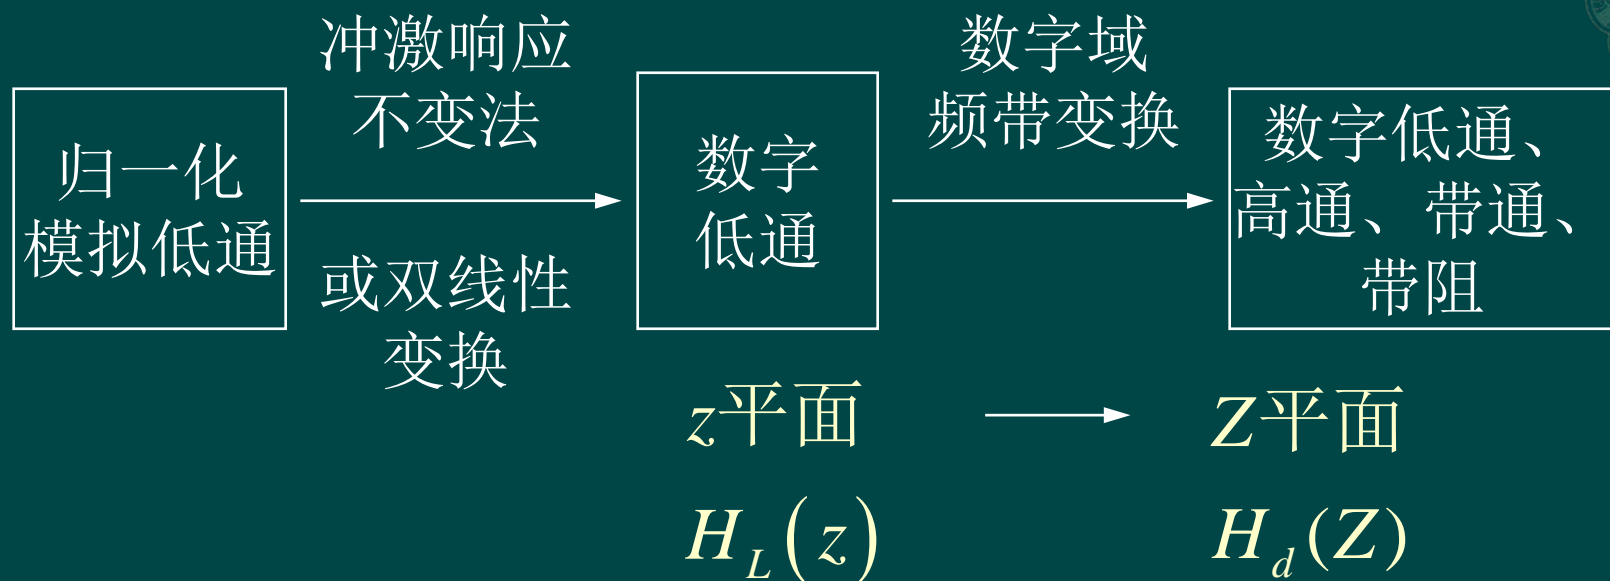 归一化
模拟低通
冲激响应
不变法
或双线性
变换
数字
低通
数字域
频带变换
数字低通、
高通、带通、
带阻
z平面
Z平面
H_L(z)
H_d(Z)